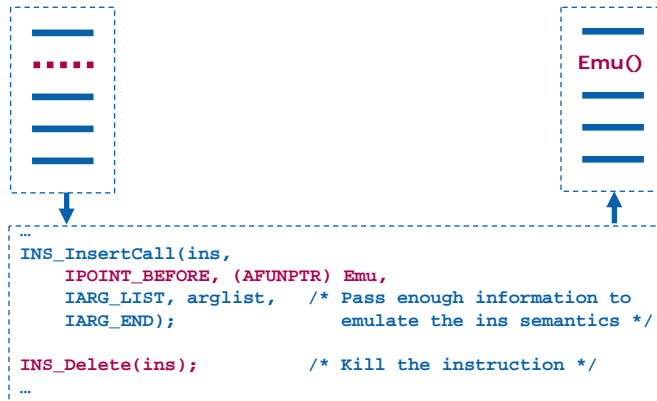 Emu()
…
INS_InsertCall(ins,
IPOINT_BEFORE, (AFUNPTR) Emu,
IARG_LIST, arglist, /* Pass enough information to
IARG_END); emulate the ins semantics */
INS_Delete(ins); /* Kill the instruction */
…